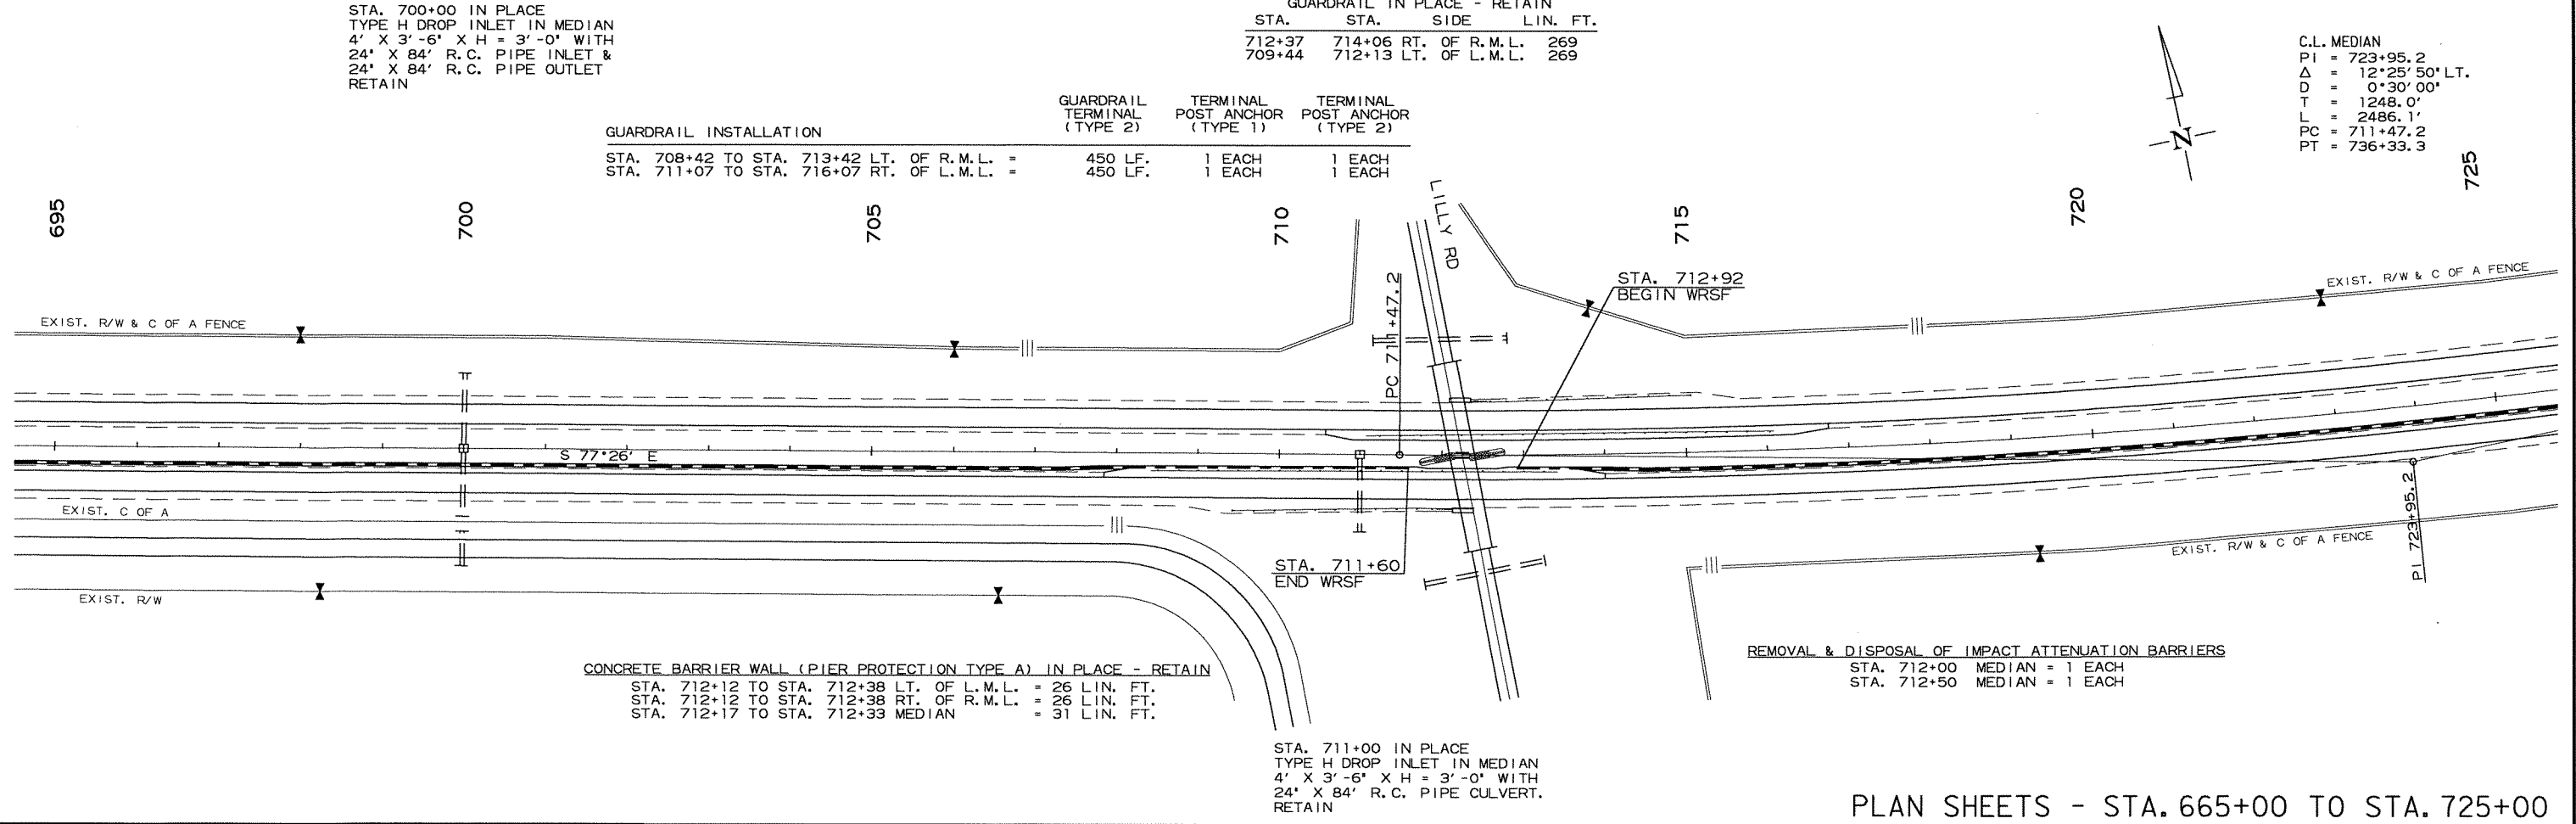 STA. 700+00 IN PLACE
TYPE H DROP INLET IN MEDIAN
4' X 3'-6" X H = 3'-0" WITH
24" X 84' R.C. PIPE INLET &
24" X 84' R.C. PIPE OUTLET
RETAIN
GUARDRAIL IN PLACE - RETAIN
STA. STA. SIDE LIN. FT.
712+37 714+06 RT. OF R.M.L. 269
709+44 712+13 LT. OF L.M.L. 269
C.L. MEDIAN
PI = 723+95.2
Δ = 12°25'50" LT.
D = 0°30'00"
T = 1248.0'
L = 2486.1'
PC = 711+47.2
PT = 736+33.3
N
GUARDRAIL TERMINAL TERMINAL
TERMINAL POST ANCHOR POST ANCHOR
GUARDRAIL INSTALLATION (TYPE 2) (TYPE 1) (TYPE 2)
STA. 708+42 TO STA. 713+42 LT. OF R.M.L. = 450 LF. 1 EACH 1 EACH
STA. 711+07 TO STA. 716+07 RT. OF L.M.L. = 450 LF. 1 EACH 1 EACH
695
700
705
710
715
720
725
LILLY RD
STA. 712+92
BEGIN WRSF
PC 711+47.2
EXIST. R/W & C OF A FENCE
EXIST. R/W & C OF A FENCE
S 77°26' E
EXIST. C OF A
STA. 711+60
END WRSF
PI 723+95.2
EXIST. R/W & C OF A FENCE
EXIST. R/W
CONCRETE BARRIER WALL (PIER PROTECTION TYPE A) IN PLACE - RETAIN
STA. 712+12 TO STA. 712+38 LT. OF L.M.L. = 26 LIN. FT.
STA. 712+12 TO STA. 712+38 RT. OF R.M.L. = 26 LIN. FT.
STA. 712+17 TO STA. 712+33 MEDIAN = 31 LIN. FT.
REMOVAL & DISPOSAL OF IMPACT ATTENUATION BARRIERS
STA. 712+00 MEDIAN = 1 EACH
STA. 712+50 MEDIAN = 1 EACH
STA. 711+00 IN PLACE
TYPE H DROP INLET IN MEDIAN
4' X 3'-6" X H = 3'-0" WITH
24" X 84' R.C. PIPE CULVERT.
RETAIN
PLAN SHEETS - STA. 665+00 TO STA. 725+00